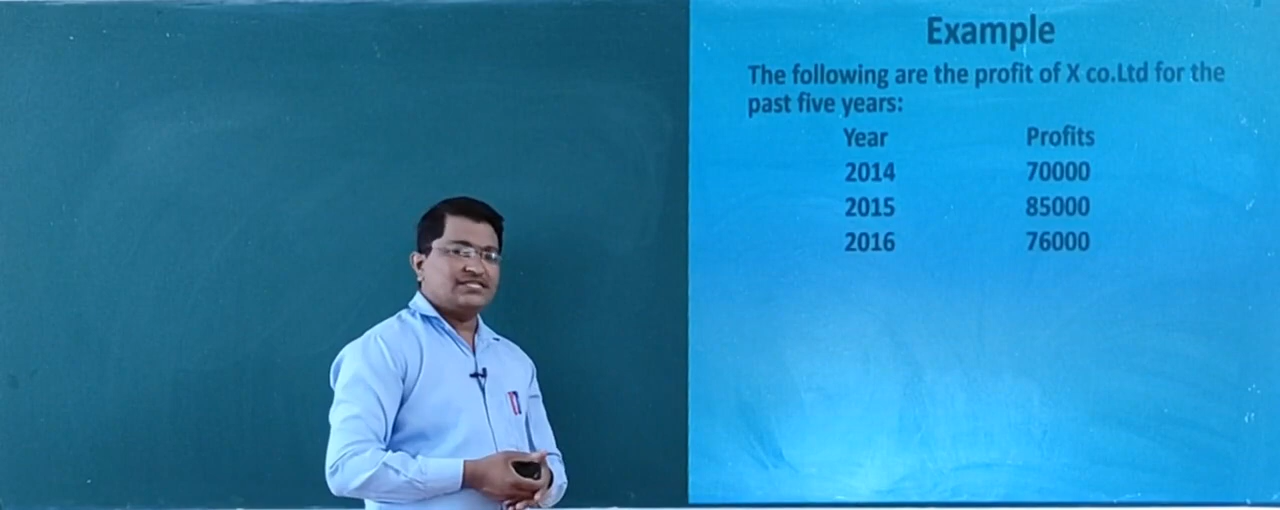 Example
The following are the profit of X co.Ltd for the
past five years:
Year Profits
2014 70000
2015 85000
2016 76000